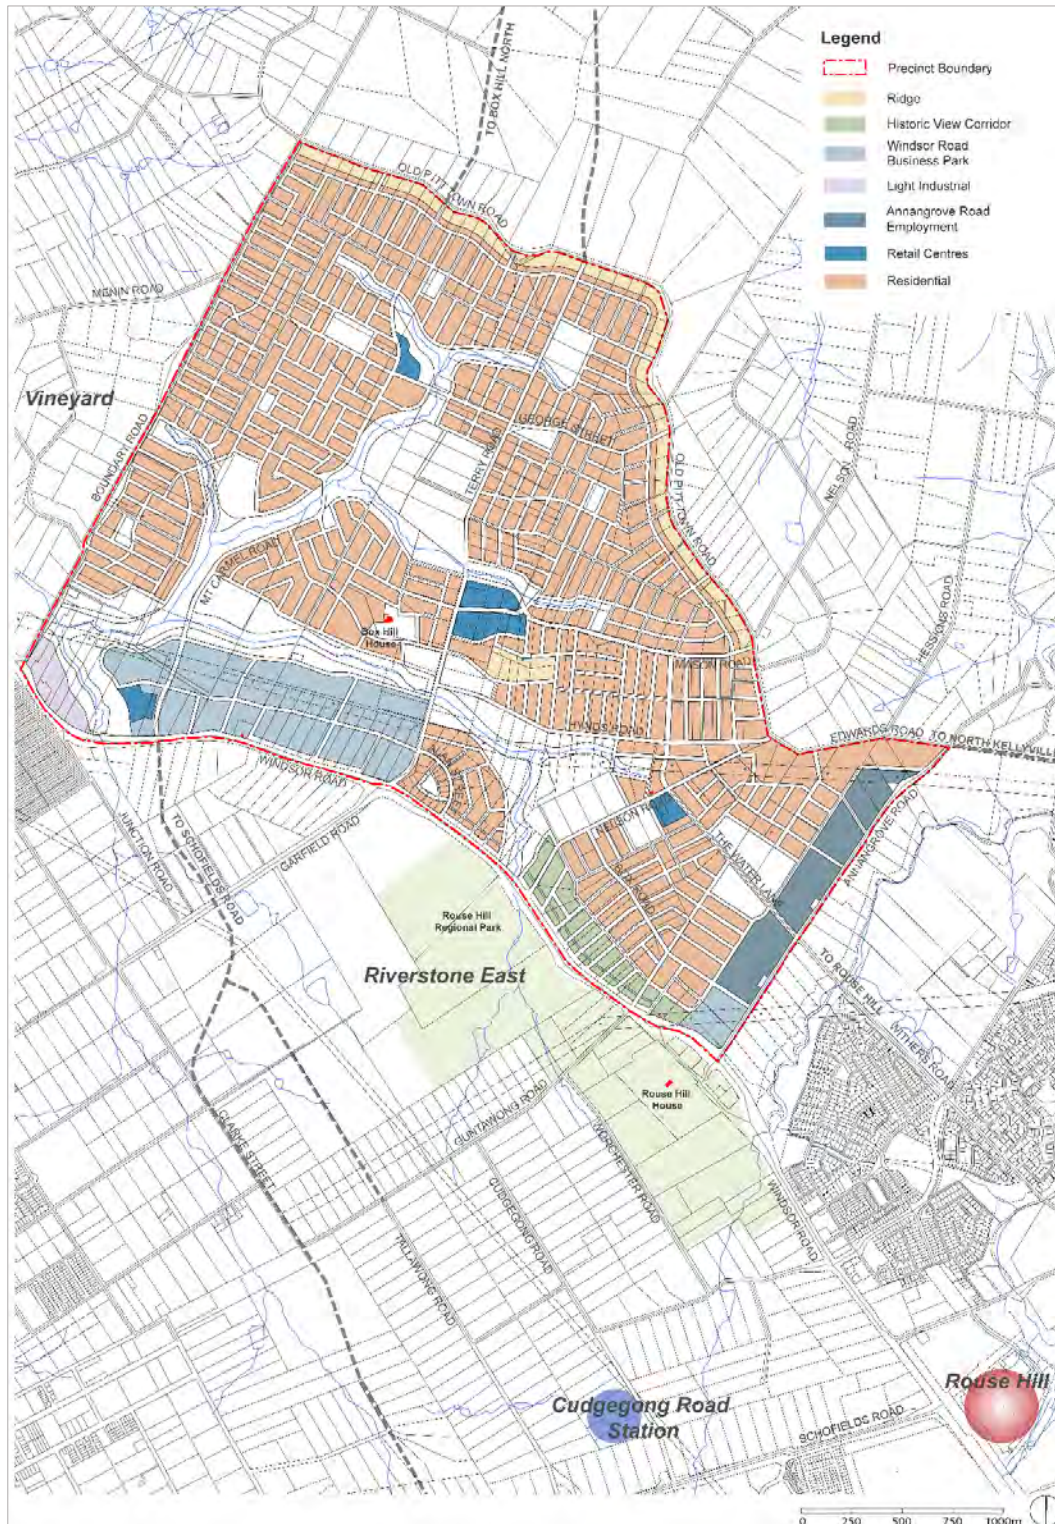 Legend
Precinct Boundary
Ridge
Historic View Corridor
Windsor Road
Business Park
Light Industrial
Annangrove Road
Employment
Retail Centres
Residential
TO BOX HILL NORTH
OLD PITT TOWN ROAD
MENIN ROAD
Vineyard
BOUNDARY ROAD
GEORGE STREET
TERRY ROAD
NELSON ROAD
OLD PITT TOWN ROAD
MT CARMEL ROAD
HESSIONS ROAD
Box Hill
House
MASON ROAD
HYNDS ROAD
EDWARDS ROAD
TO NORTH KELLYVILL
WINDSOR ROAD
ANNANGROVE ROAD
NELSON ROAD
THE WATER LANE
JUNCTION ROAD
TO SCHOFIELDS ROAD
GARFIELD ROAD
Rouse Hill
Regional Park
Riverstone East
TO ROUSE HILL
WITHERS ROAD
Rouse Hill
House
GUNTAWONG ROAD
CLARKE STREET
WORCHESTER ROAD
CUDGEGONG ROAD
TALLAWONG ROAD
WINDSOR ROAD
Rouse Hill
Cudgegong Road
Station
SCHOFIELDS ROAD
0 250 500 750 1000m